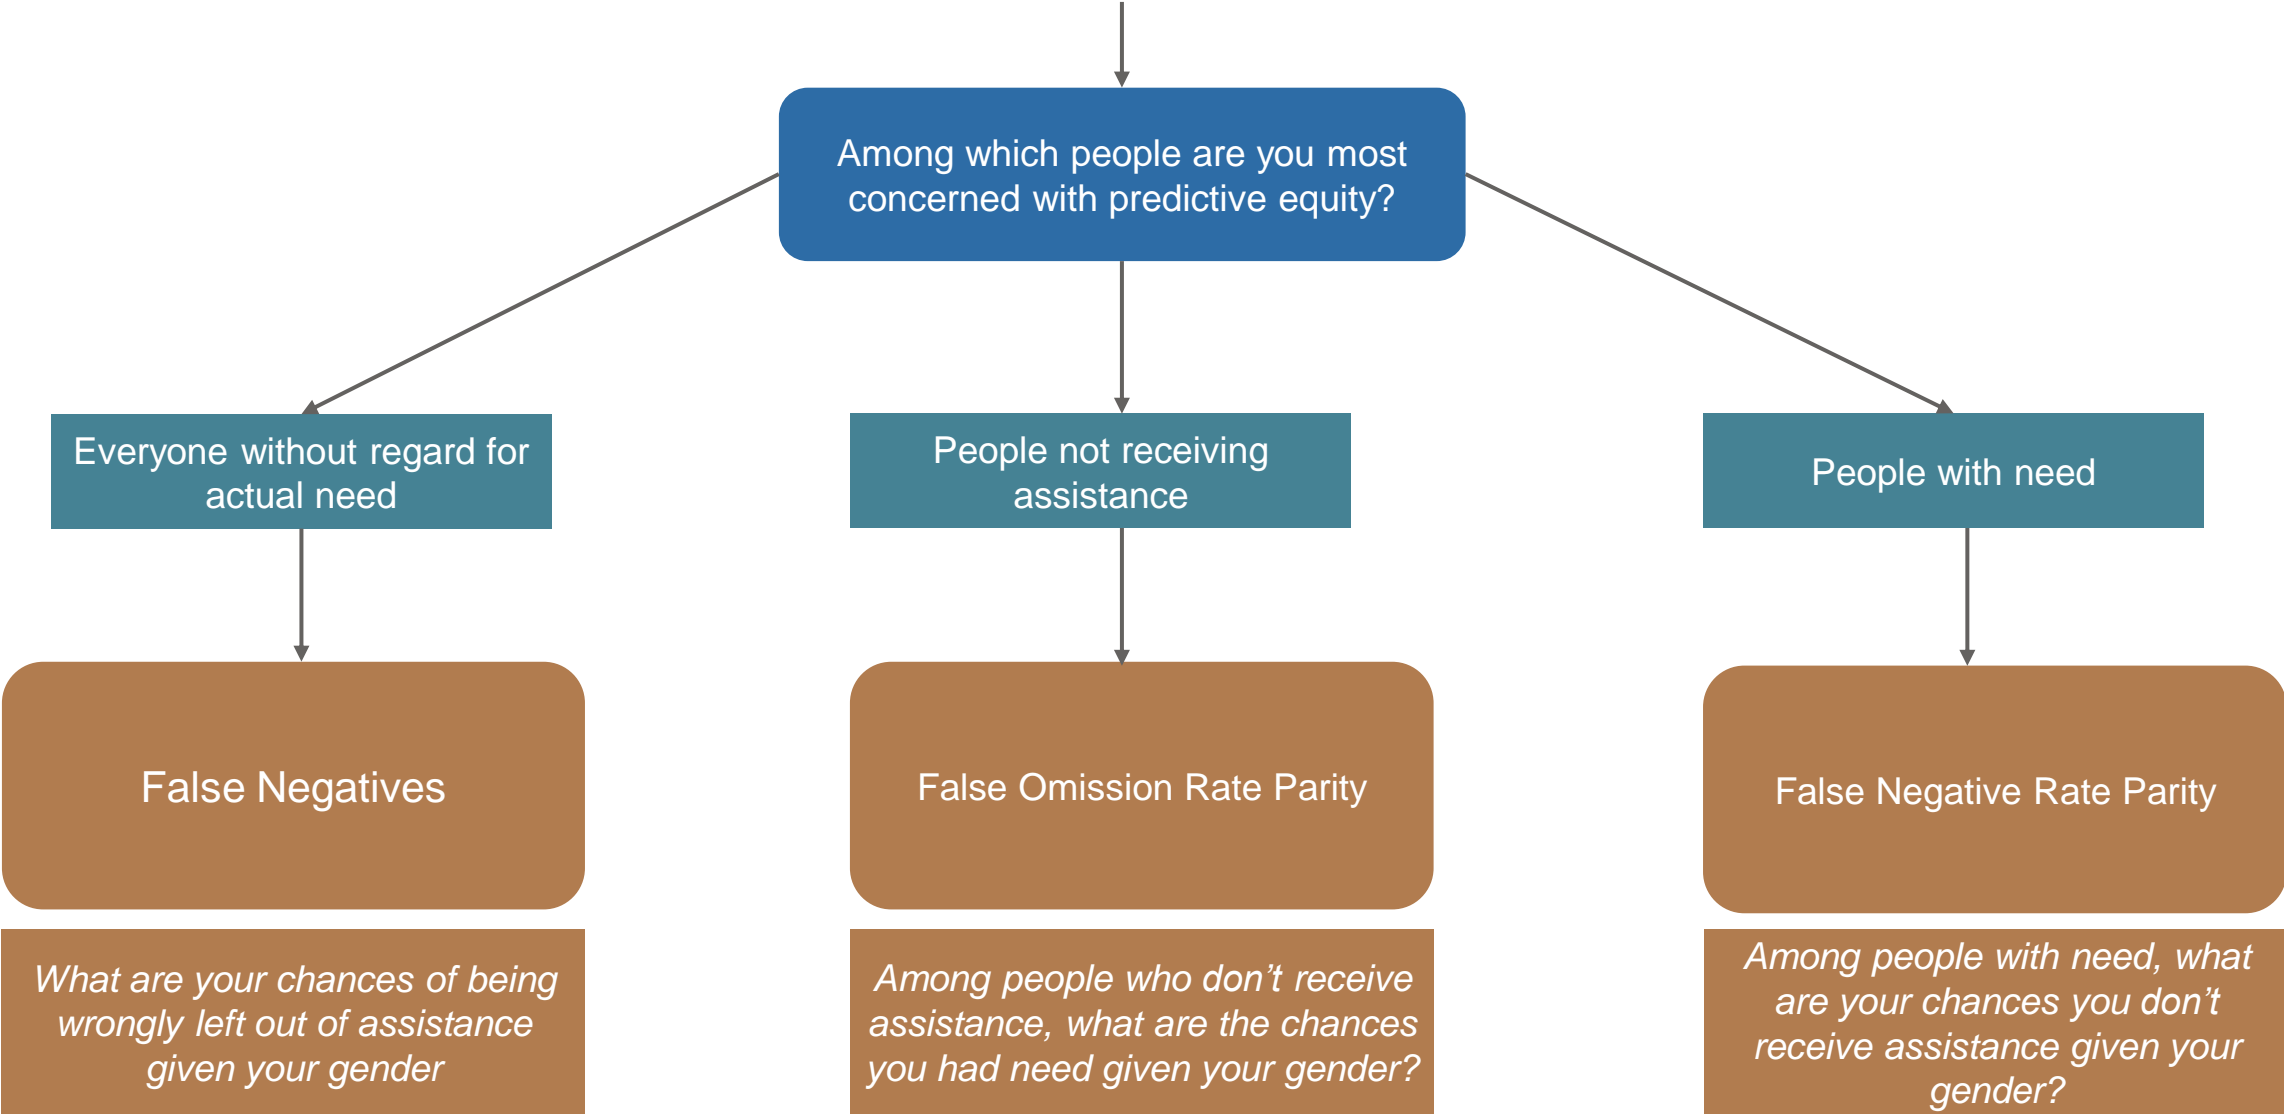 Among which people are you most
concerned with predictive equity?
Everyone without regard for
actual need
People not receiving
assistance
People with need
False Negatives
False Omission Rate Parity
False Negative Rate Parity
What are your chances of being
wrongly left out of assistance
given your gender
Among people who don’t receive
assistance, what are the chances
you had need given your gender?
Among people with need, what
are your chances you don’t
receive assistance given your
gender?